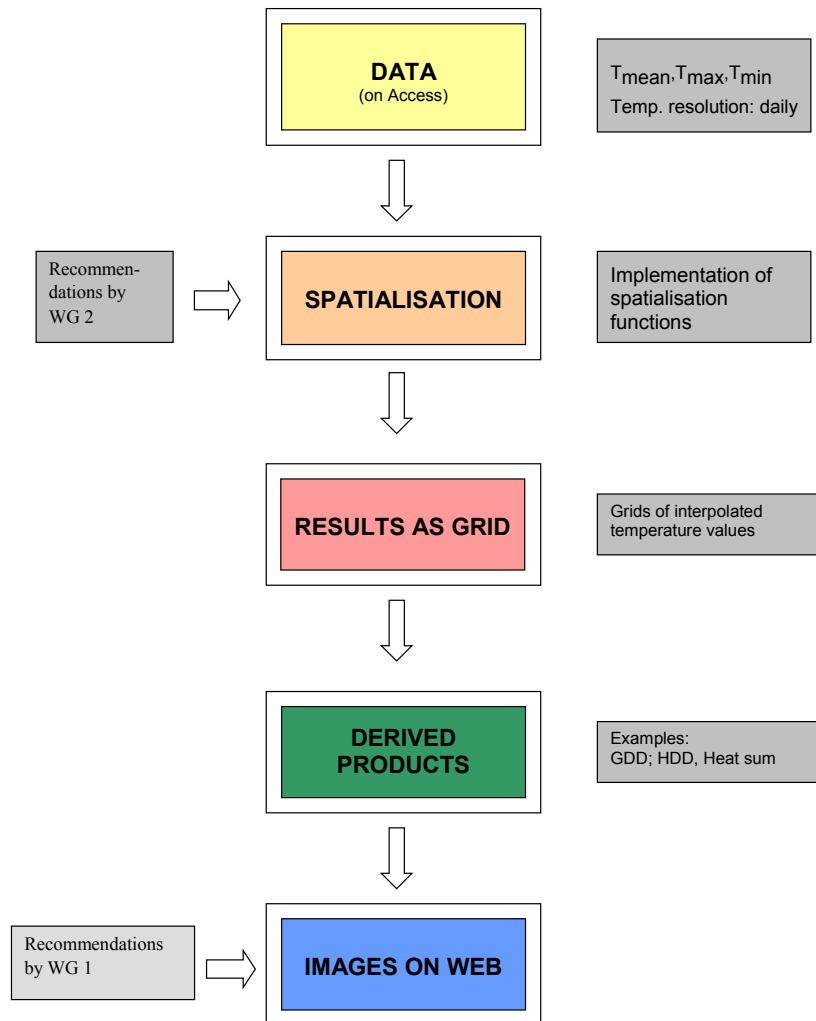 DATA
(on Access)
Tmean,Tmax,Tmin
Temp. resolution: daily
Recommen-
dations by
WG 2
SPATIALISATION
Implementation of
spatialisation
functions
RESULTS AS GRID
Grids of interpolated
temperature values
DERIVED
PRODUCTS
Examples:
GDD; HDD, Heat sum
Recommendations
by WG 1
IMAGES ON WEB